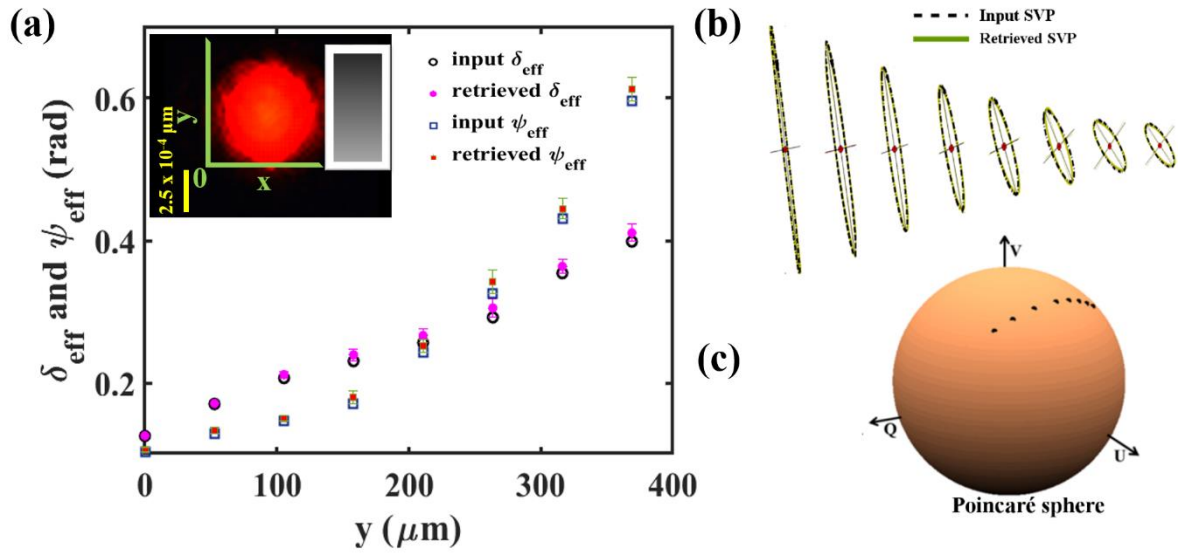 (a)
δeff and ψeff (rad)
0.6
0.4
0.2
0
100
200
300
400
y (μm)
y
0
x
2.5 x 10⁻⁴ μm
input δeff
retrieved δeff
input ψeff
retrieved ψeff
(b)
Input SVP
Retrieved SVP
(c)
V
Q
U
Poincaré sphere